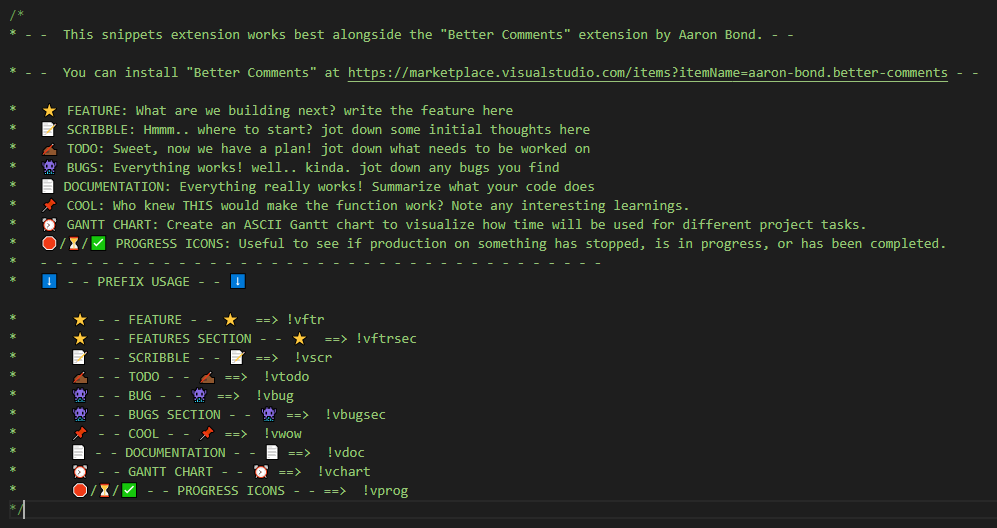 /*
* - -  This snippets extension works best alongside the "Better Comments" extension by Aaron Bond. - -
* - -  You can install "Better Comments" at https://marketplace.visualstudio.com/items?itemName=aaron-bond.better-comments - -
*   ⭐ FEATURE: What are we building next? write the feature here
*   📝 SCRIBBLE: Hmmm.. where to start? jot down some initial thoughts here
*   ✍🏾 TODO: Sweet, now we have a plan! jot down what needs to be worked on
*   👾 BUGS: Everything works! well.. kinda. jot down any bugs you find
*   📄 DOCUMENTATION: Everything really works! Summarize what your code does
*   📌 COOL: Who knew THIS would make the function work? Note any interesting learnings.
*   ⏰ GANTT CHART: Create an ASCII Gantt chart to visualize how time will be used for different project tasks.
*   🛑/⏳/✅ PROGRESS ICONS: Useful to see if production on something has stopped, is in progress, or has been completed.
*   - - - - - - - - - - - - - - - - - - - - - - - - - - - - - - - - - - - - -
*   ⬇ - - PREFIX USAGE - - ⬇
*       ⭐ - - FEATURE - - ⭐  ==> !vftr
*       ⭐ - - FEATURES SECTION - - ⭐  ==> !vftrsec
*       📝 - - SCRIBBLE - - 📝 ==>  !vscr
*       ✍🏾 - - TODO - - ✍🏾 ==>  !vtodo
*       👾 - - BUG - - 👾 ==>  !vbug
*       👾 - - BUGS SECTION - - 👾 ==>  !vbugsec
*       📌 - - COOL - - 📌 ==>  !vwow
*       📄 - - DOCUMENTATION - - 📄 ==>  !vdoc
*       ⏰ - - GANTT CHART - - ⏰ ==>  !vchart
*       🛑/⏳/✅ - - PROGRESS ICONS - - ==>  !vprog
*/